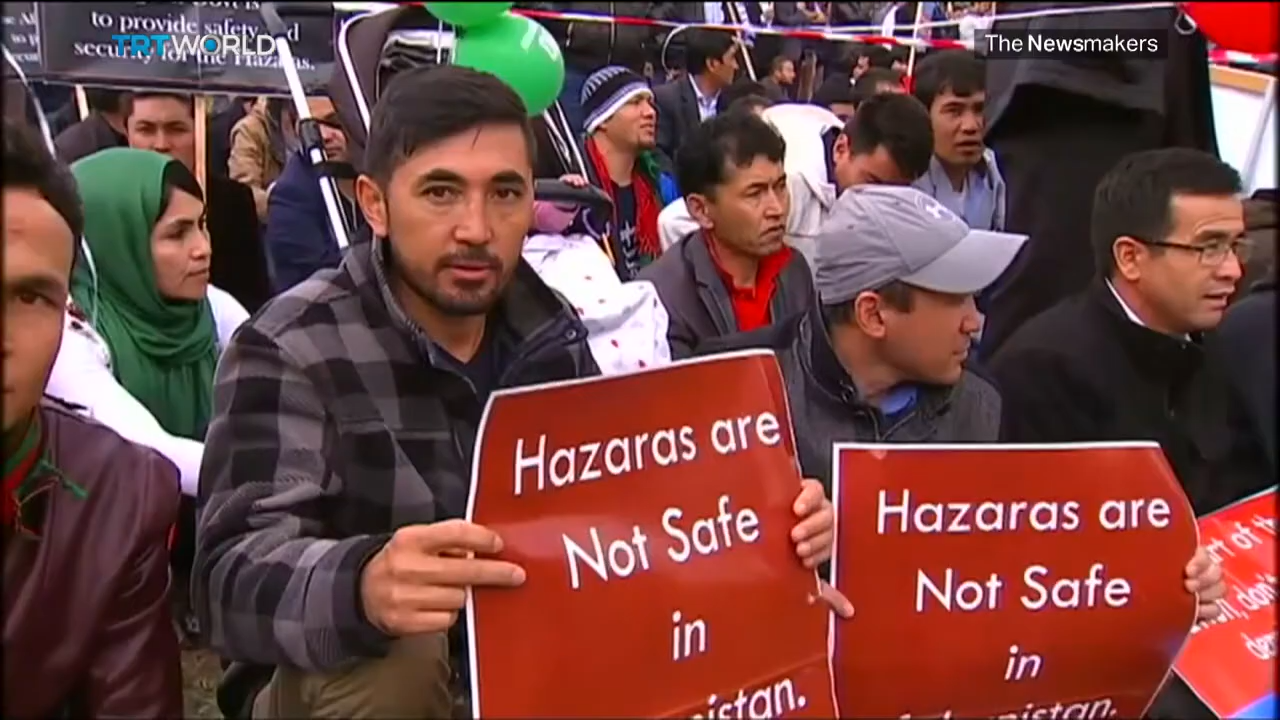 to provide safety and
security for the Hazaras.
TRT WORLD
The Newsmakers
Hazaras are
Not Safe
in
Hazaras are
Not Safe
in